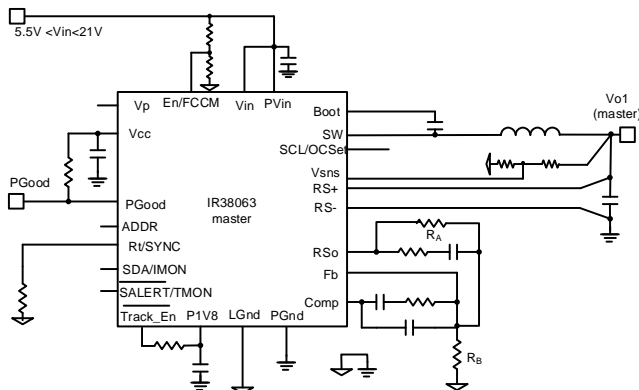 5.5V <Vin<21V
Vo1
(master)
Vp
En/FCCM
Vin
PVin
Boot
Vcc
SW
SCL/OCSet
Vsns
RS+
RS-
PGood
PGood
ADDR
Rt/SYNC
SDA/IMON
SALERT/TMON
Track_En
P1V8
LGnd
PGnd
IR38063
master
RSo
Fb
Comp
RA
RB